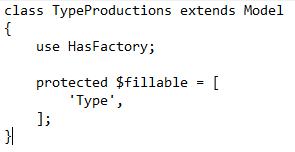 class TypeProductions extends Model
{
    use HasFactory;

    protected $fillable = [
        'Type',
    ];
}